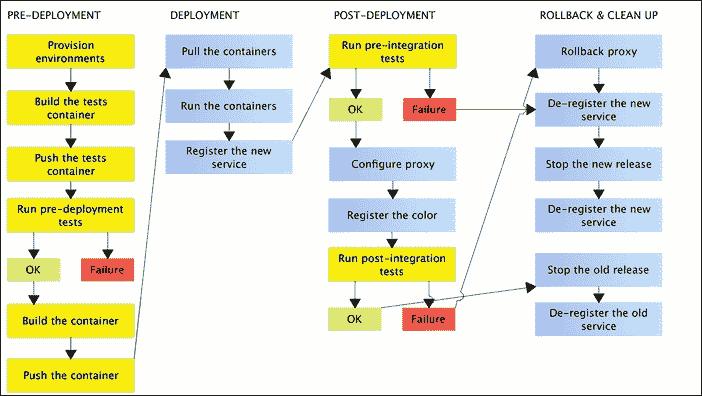 PRE-DEPLOYMENT
Provision
environments
Build the tests
container
Push the tests
container
Run pre-deployment
tests
OK
Failure
Build the container
Push the container
DEPLOYMENT
Pull the containers
Run the containers
Register the new
service
POST-DEPLOYMENT
Run pre-integration
tests
OK
Failure
Configure proxy
Register the color
Run post-integration
tests
OK
Failure
ROLLBACK & CLEAN UP
Rollback proxy
De-register the new
service
Stop the new release
De-register the new
service
Stop the old release
De-register the old
service